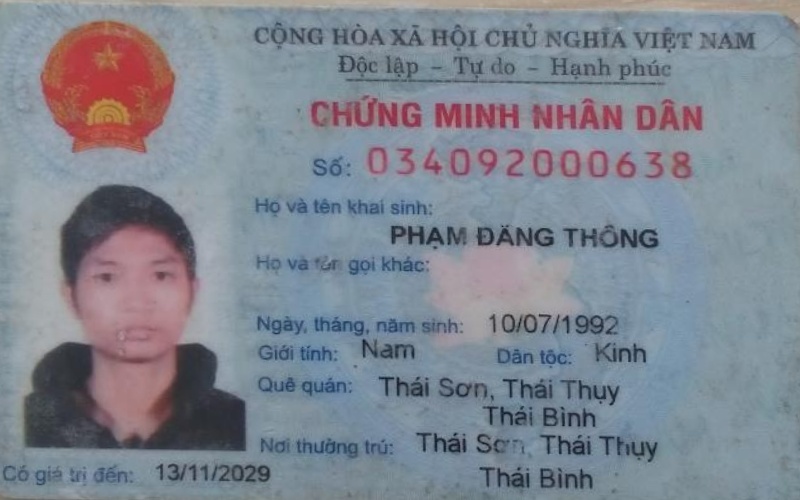 CỘNG HÒA XÃ HỘI CHỦ NGHĨA VIỆT NAM
Độc lập - Tự do - Hạnh phúc
CHỨNG MINH NHÂN DÂN
Số: 034092000638
Họ và tên khai sinh:
PHẠM ĐĂNG THÔNG
Họ và tên gọi khác:
Ngày, tháng, năm sinh: 10/07/1992
Giới tính: Nam Dân tộc: Kinh
Quê quán: Thái Sơn, Thái Thụy
Thái Bình
Nơi thường trú: Thái Sơn, Thái Thụy
Thái Bình
Có giá trị đến: 13/11/2029